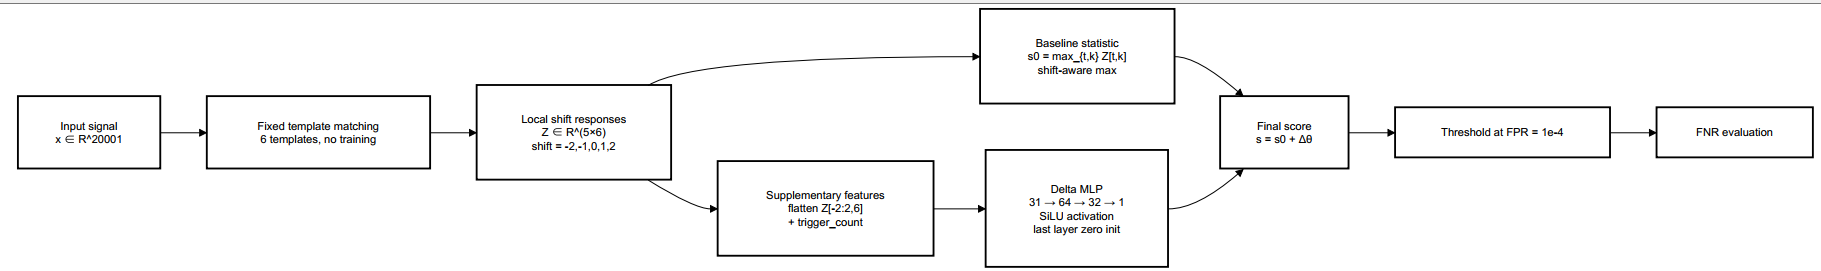 Input signal
x ∈ R^20001
Fixed template matching
6 templates, no training
Local shift responses
Z ∈ R^(5×6)
shift = -2,-1,0,1,2
Baseline statistic
s0 = max_{t,k} Z[t,k]
shift-aware max
Supplementary features
flatten Z[-2:2,6]
+ trigger_count
Delta MLP
31 → 64 → 32 → 1
SiLU activation
last layer zero init
Final score
s = s0 + Δθ
Threshold at FPR = 1e-4
FNR evaluation